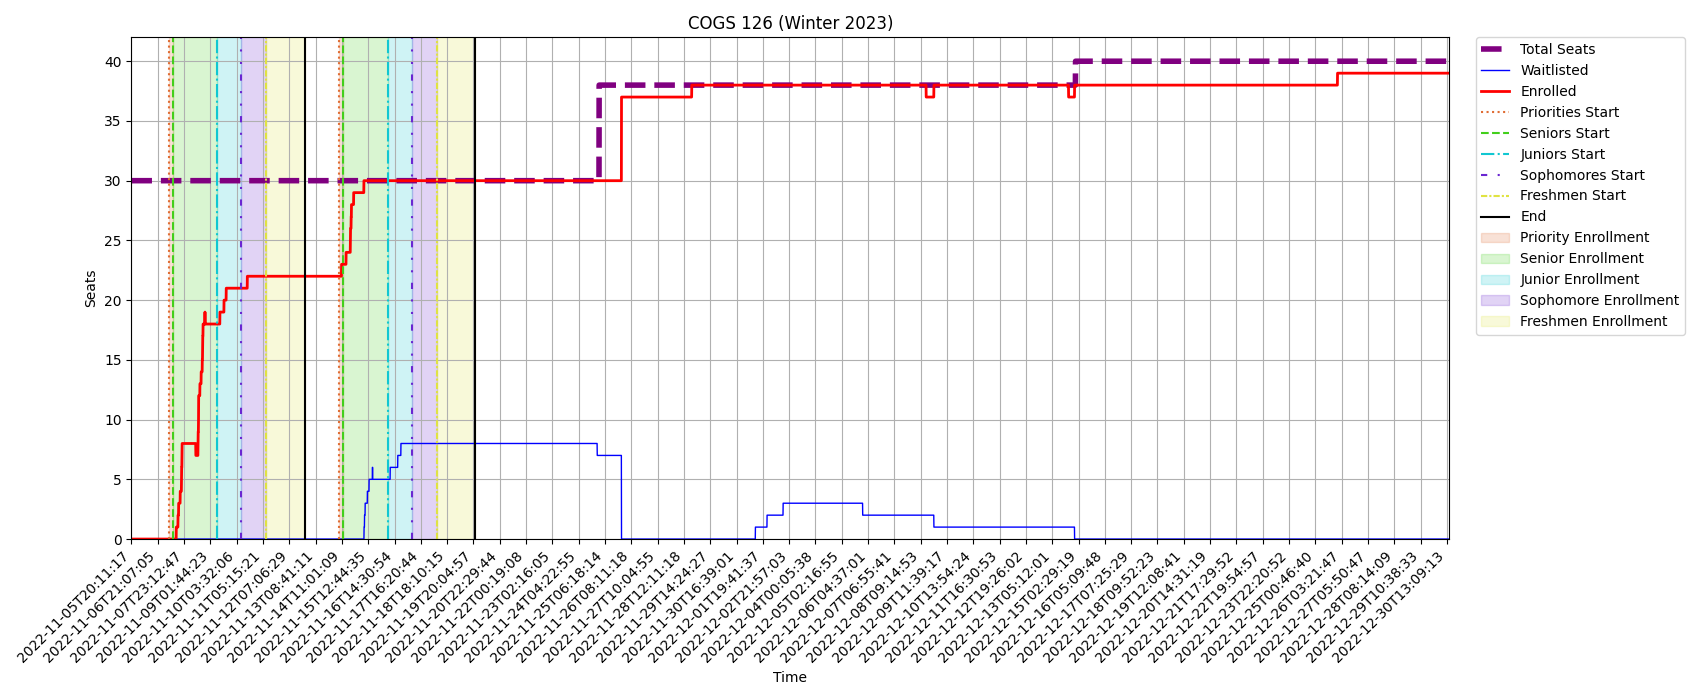 COGS 126 (Winter 2023)
Seats
40
35
30
25
20
15
10
5
0
2022-11-05T20:11:17
2022-11-06T21:07:05
2022-11-07T23:12:47
2022-11-09T01:44:23
2022-11-10T03:32:06
2022-11-11T05:15:21
2022-11-12T07:06:29
2022-11-13T08:41:11
2022-11-14T11:01:09
2022-11-15T12:44:35
2022-11-16T14:30:54
2022-11-17T16:20:44
2022-11-18T18:10:15
2022-11-19T20:04:57
2022-11-20T22:29:44
2022-11-22T00:19:08
2022-11-23T02:16:05
2022-11-24T04:22:55
2022-11-25T06:18:14
2022-11-26T08:11:18
2022-11-27T10:04:55
2022-11-28T12:11:18
2022-11-29T14:24:27
2022-11-30T16:39:01
2022-12-01T19:41:37
2022-12-02T21:57:03
2022-12-04T00:05:38
2022-12-05T02:16:55
2022-12-06T04:37:01
2022-12-07T06:55:41
2022-12-08T09:14:53
2022-12-09T11:39:17
2022-12-10T13:54:24
2022-12-11T16:30:53
2022-12-12T19:26:02
2022-12-13T05:12:01
2022-12-15T02:29:19
2022-12-16T05:09:48
2022-12-17T07:25:29
2022-12-18T09:52:23
2022-12-19T12:08:41
2022-12-20T14:31:19
2022-12-21T17:29:52
2022-12-22T19:54:57
2022-12-23T22:20:52
2022-12-25T00:46:40
2022-12-26T03:21:47
2022-12-27T05:50:47
2022-12-28T08:14:09
2022-12-29T10:38:33
2022-12-30T13:09:13
Time
Total Seats
Waitlisted
Enrolled
Priorities Start
Seniors Start
Juniors Start
Sophomores Start
Freshmen Start
End
Priority Enrollment
Senior Enrollment
Junior Enrollment
Sophomore Enrollment
Freshmen Enrollment